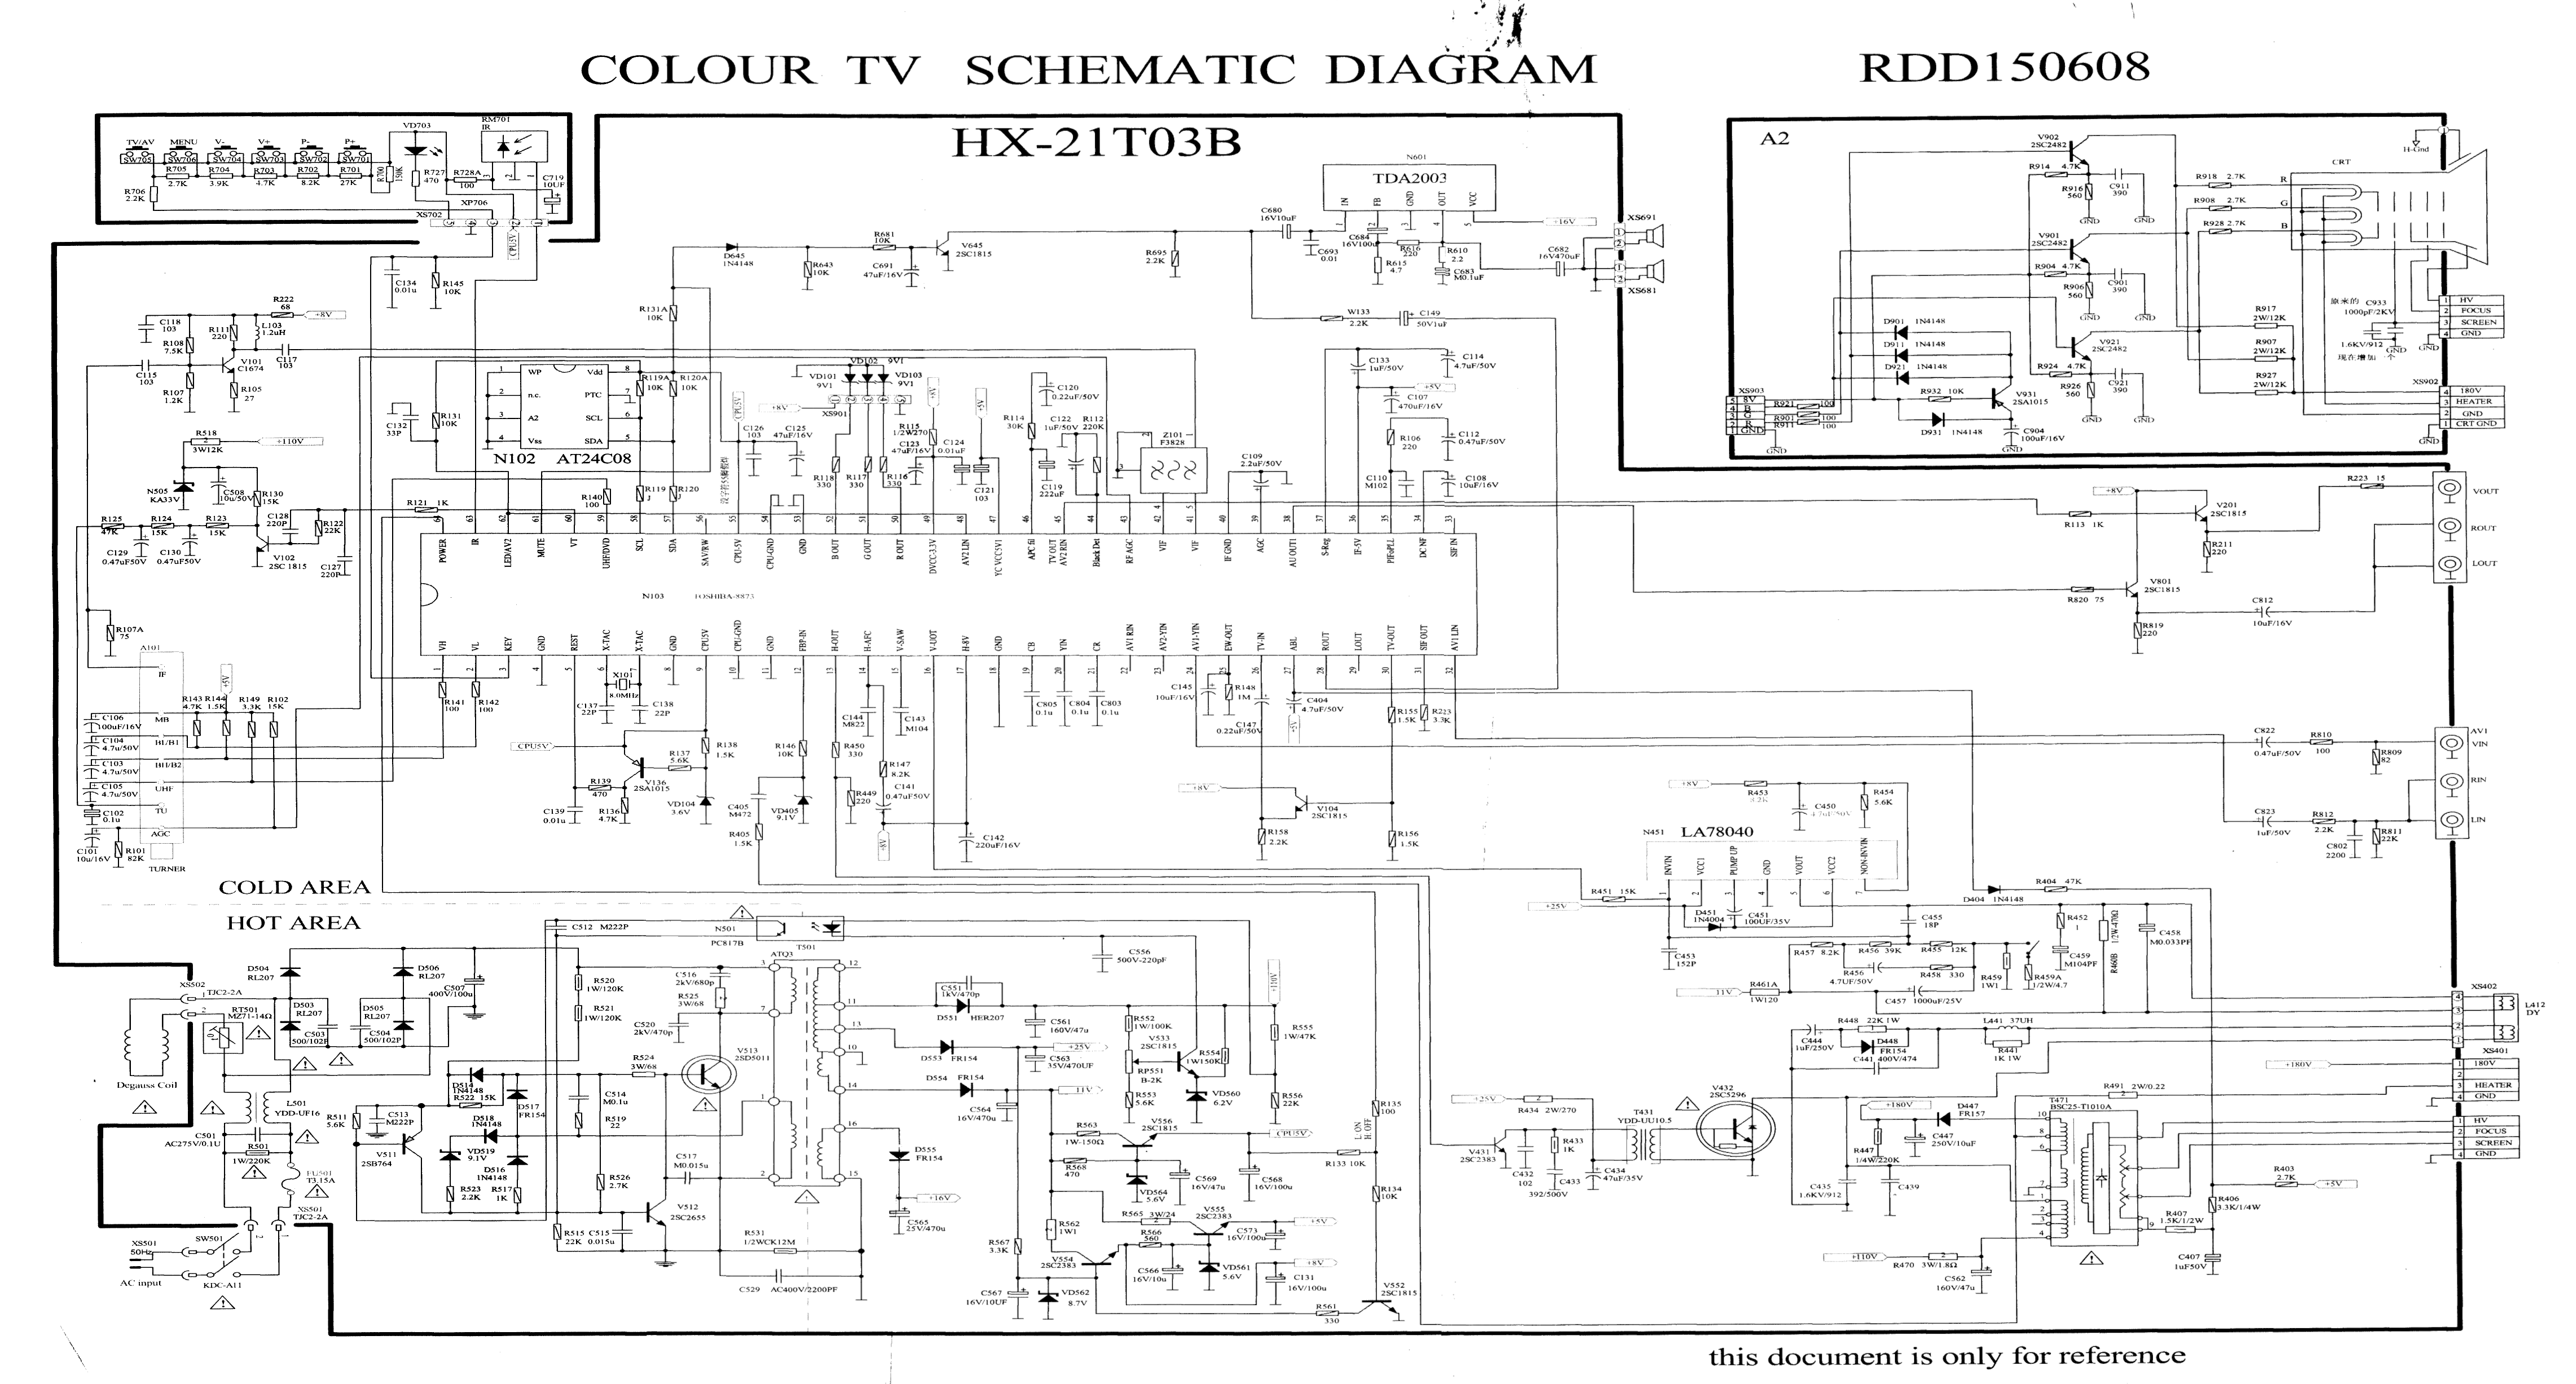 COLOUR TV SCHEMATIC DIAGRAM
RDD150608
HX-21T03B
TV/AV MENU V- V+ P- P+
SW705 SW706 SW704 SW703 SW702 SW701
R705 R704 R703 R702 R701
2.7K 3.9K 4.7K 8.2K 27K
R706
2.2K
R700
150K
VD703
R727
470
R728A
100
RM701
IR
C719
10UF
XP706
XS702
CPU5V
C134
0.01u
R145
10K
R222
68
+8V
C118
103
R111
220
L103
1.2uH
R108
7.5K
V101
C1674
C117
103
C115
103
R107
1.2K
R105
27
R518
3W12K
+110V
N505
KA33V
C508
10u/50V
R130
15K
R125
47K
R124
15K
R123
15K
C128
220P
R122
22K
C129
0.47uF50V
C130
0.47uF50V
V102
2SC1815
C127
220P
R121 1K
C132
33P
R131
10K
WP Vdd
n.c. PTC
A2 SCL
Vss SDA
N102 AT24C08
R119A
10K
R120A
10K
R131A
10K
R140
100
R119
R120
D645
1N4148
R643
10K
R681
10K
C691
47uF/16V
V645
2SC1815
R695
2.2K
C680
16V10uF
C693
0.01
N601
TDA2003
IN FB GND OUT VCC
+16V
C684
16V100u
R615
4.7
R616
220
R610
2.2
C683
M0.1uF
C682
16V470uF
XS691
XS681
W133
2.2K
C149
50V1uF
C126
103
C125
47uF/16V
VD102 9V1
VD101
9V1
VD103
9V1
+8V
XS901
R118
330
R117
330
R116
330
R115
1/2W270
C123
47uF/16V
C124
0.01uF
+5V
C121
103
R114
30K
C120
0.22uF/50V
C122
1uF/50V
R112
220K
C119
222uF
Z101
F3828
C109
2.2uF/50V
C133
1uF/50V
C114
4.7uF/50V
+5V
C107
470uF/16V
R106
220
C112
0.47uF/50V
C110
M102
C108
10uF/16V
POWER IR LED/AV2 MUTE VT UHF/DVD SCL SDA SAV/RW CPU-5V CPU-GND GND B OUT G OUT R OUT DVCC-3.3V AV2 LIN YC VCC5V1 APC fil TV OUT AV2 RIN Black Det RF AGC VIF VIF IF GND AGC AU OUT1 S-Reg IF-5V PIFoPLL DC NF SIF IN
N103 TOSHIBA-8873
VH VL KEY GND REST X-TAC X-TAC GND CPU5V CPU-GND GND FBP-IN H-OUT H-AFC V-SAW V-UOT H-8V GND CB YIN CR AV1 RIN AV2-YIN AV1-YIN EW-OUT TV-IN ABL ROUT LOUT TV-OUT SIF OUT AV1 LIN
R107A
75
A101
IF
MB
BI/B1
BH/B2
UHF
TU
AGC
TURNER
+5V
R143
4.7K
R144
1.5K
R149
3.3K
R102
15K
C106
C104
4.7u/50V
C103
4.7u/50V
C105
4.7u/50V
C102
0.1u
C101
10u/16V
R101
82K
R141
100
R142
100
X101
8.0MHz
C137
22P
C138
22P
CPU5V
R137
5.6K
R138
1.5K
V136
2SA1015
R139
470
R136
4.7K
C139
0.01u
VD104
3.6V
C405
M472
R405
1.5K
R146
10K
VD405
9.1V
R450
330
R449
220
C144
M822
R147
8.2K
C141
0.47uF50V
+8V
C143
M104
C142
220uF/16V
C805
0.1u
C804
0.1u
C803
0.1u
C145
10uF/16V
R148
1M
C147
0.22uF/50V
C404
4.7uF/50V
+5V
R155
1.5K
R223
3.3K
+8V
V104
2SC1815
R158
2.2K
R156
1.5K
A2
V902
2SC2482
R914 4.7K
R916
560
C911
390
V901
2SC2482
R904 4.7K
R906
560
C901
390
V921
2SC2482
R924 4.7K
R926
560
C921
390
GND
R918 2.7K
R908 2.7K
R928 2.7K
R
G
B
R917
2W/12K
R907
2W/12K
R927
2W/12K
D901 1N4148
D911 1N4148
D921 1N4148
R932 10K
V931
2SA1015
D931 1N4148
C904
100uF/16V
XS903
8V
B
G
R
GND
R921 100
R901 100
R911 100
CRT
H-Gnd
原来的 C933
1000pF/2KV
1.6KV/912
现在增加一个
HV
FOCUS
SCREEN
GND
XS902
180V
HEATER
GND
CRT GND
+8V
V201
2SC1815
R113 1K
R211
220
R223 15
VOUT
ROUT
LOUT
V801
2SC1815
R820 75
R819
220
C812
10uF/16V
C822
0.47uF/50V
R810
100
R809
82
AV1
VIN
RIN
LIN
C823
1uF/50V
R812
2.2K
C802
2200
R811
22K
COLD AREA
HOT AREA
XS502
TJC2-2A
Degauss Coil
RT501
MZ71-14Ω
D504
RL207
D503
RL207
D506
RL207
D505
RL207
C503
500/102P
C504
500/102P
C507
400V/100u
L501
YDD-UF16
C501
AC275V/0.1U
R501
1W/220K
FU501
T3.15A
XS501
TJC2-2A
XS501
50Hz
AC input
SW501
KDC-A11
C512 M222P
N501
PC817B
R520
1W/120K
R521
1W/120K
C516
2kV/680p
R525
3W/68
C520
2kV/470p
V513
2SD5011
R524
3W/68
D514
1N4148
R522 15K
R511
5.6K
C513
M222P
V511
2SB764
D517
FR154
D518
1N4148
VD519
9.1V
D516
1N4148
R523
2.2K
R517
1K
C514
M0.1u
R519
22
C517
M0.015u
R526
2.7K
V512
2SC2655
R515
22K
C515
0.015u
R531
1/2WCK12M
C529 AC400V/2200PF
T501
ATQ3
C551
1kV/470p
D551 HER207
C556
500V-220pF
C561
160V/47u
D553 FR154
C563
35V/470UF
+25V
D554 FR154
11V
C564
16V/470u
D555
FR154
+16V
C565
25V/470u
+110V
R552
1W/100K
V533
2SC1815
R554
1W150K
RP551
B-2K
R553
5.6K
VD560
6.2V
R555
1W/47K
R556
22K
R563
1W-150Ω
V556
2SC1815
CPU5V
R568
470
VD564
5.6V
C569
16V/47u
C568
16V/100u
R562
1W1
R565 3W/24
V555
2SC2383
+5V
R566
560
C573
16V/100u
R567
3.3K
V554
2SC2383
C566
16V/10u
VD561
5.6V
+8V
C131
16V/100u
C567
16V/10UF
VD562
8.7V
R561
330
V552
2SC1815
R135
100
L: ON
H: OFF
R133 10K
R134
10K
+8V
R453
8.2K
C450
4.7uF/50V
R454
5.6K
N451 LA78040
INVIN VCC1 PUMP UP GND VOUT VCC2 NON-INVIN
+25V
R451 15K
D451
1N4004
C451
100UF/35V
C453
152P
C455
18P
R457 8.2K
R456 39K
R455 12K
R456
4.7UF/50V
R458 330
11V
R461A
1W120
C457 1000uF/25V
R459
1W1
R459A
1/2W/4.7
D404 1N4148
R404 47K
R452
1
C459
M104PF
R460B 1/2W-470Ω
C458
M0.033PF
XS402
L412
DY
R448 22K 1W
D448
FR154
C444
1uF/250V
C441 400V/474
L441 37UH
R441
1K 1W
XS401
+180V
180V
HEATER
GND
HV
FOCUS
SCREEN
GND
+25V
R434 2W/270
V431
2SC2383
C432
102
R433
1K
C433
392/500V
C434
47uF/35V
T431
YDD-UU10.5
V432
2SC5296
+180V
D447
FR157
R447
1/4W/220K
C447
250V/10uF
C435
1.6KV/912
C439
T471
BSC25-T1010A
R491 2W/0.22
R403
2.7K
+5V
R406
3.3K/1/4W
R407
1.5K/1/2W
C407
1uF50V
+110V
R470 3W/1.8Ω
C562
160V/47u
this document is only for reference